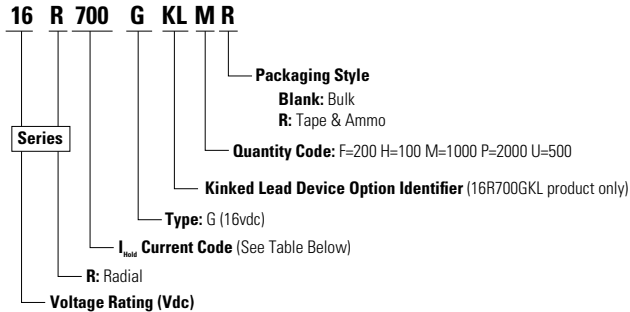 16 R 700 G KL M R
Packaging Style
Blank: Bulk
R: Tape & Ammo
Series
Quantity Code: F=200 H=100 M=1000 P=2000 U=500
Kinked Lead Device Option Identifier (16R700GKL product only)
Type: G (16vdc)
IHold Current Code (See Table Below)
R: Radial
Voltage Rating (Vdc)